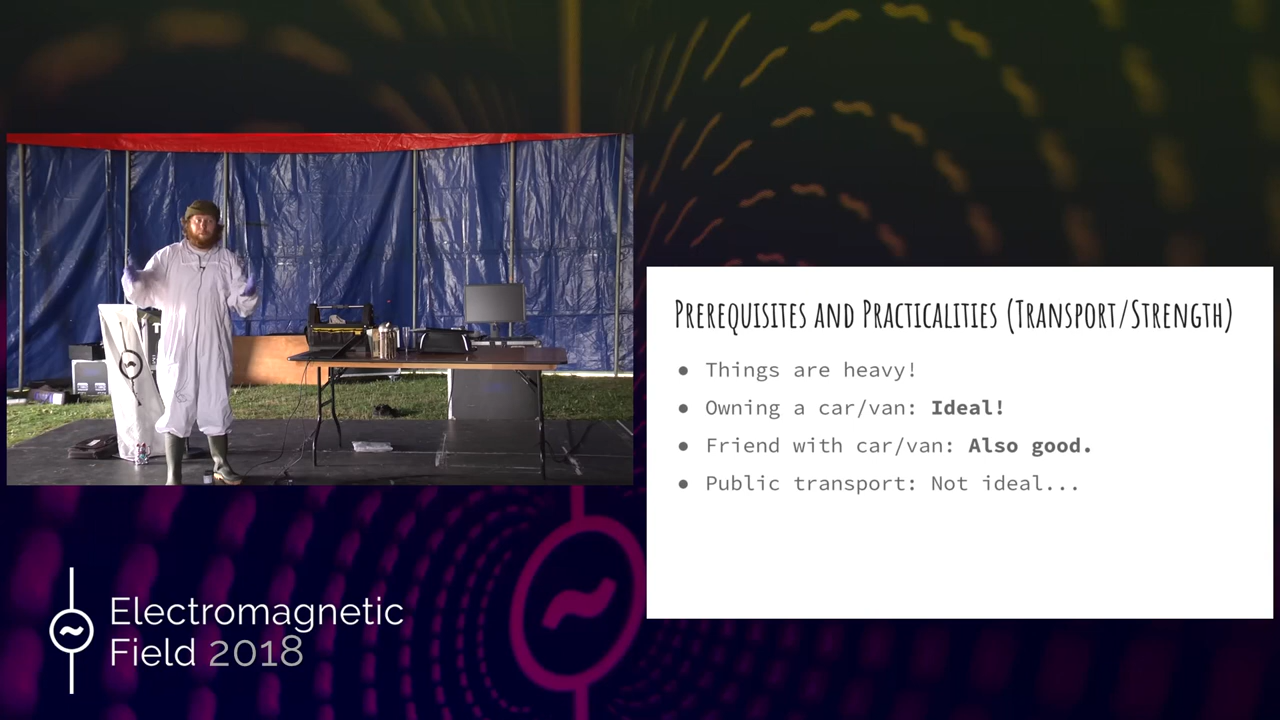 Prerequisites and Practicalities (Transport/Strength)
● Things are heavy!
● Owning a car/van: Ideal!
● Friend with car/van: Also good.
● Public transport: Not ideal...
Electromagnetic
Field 2018